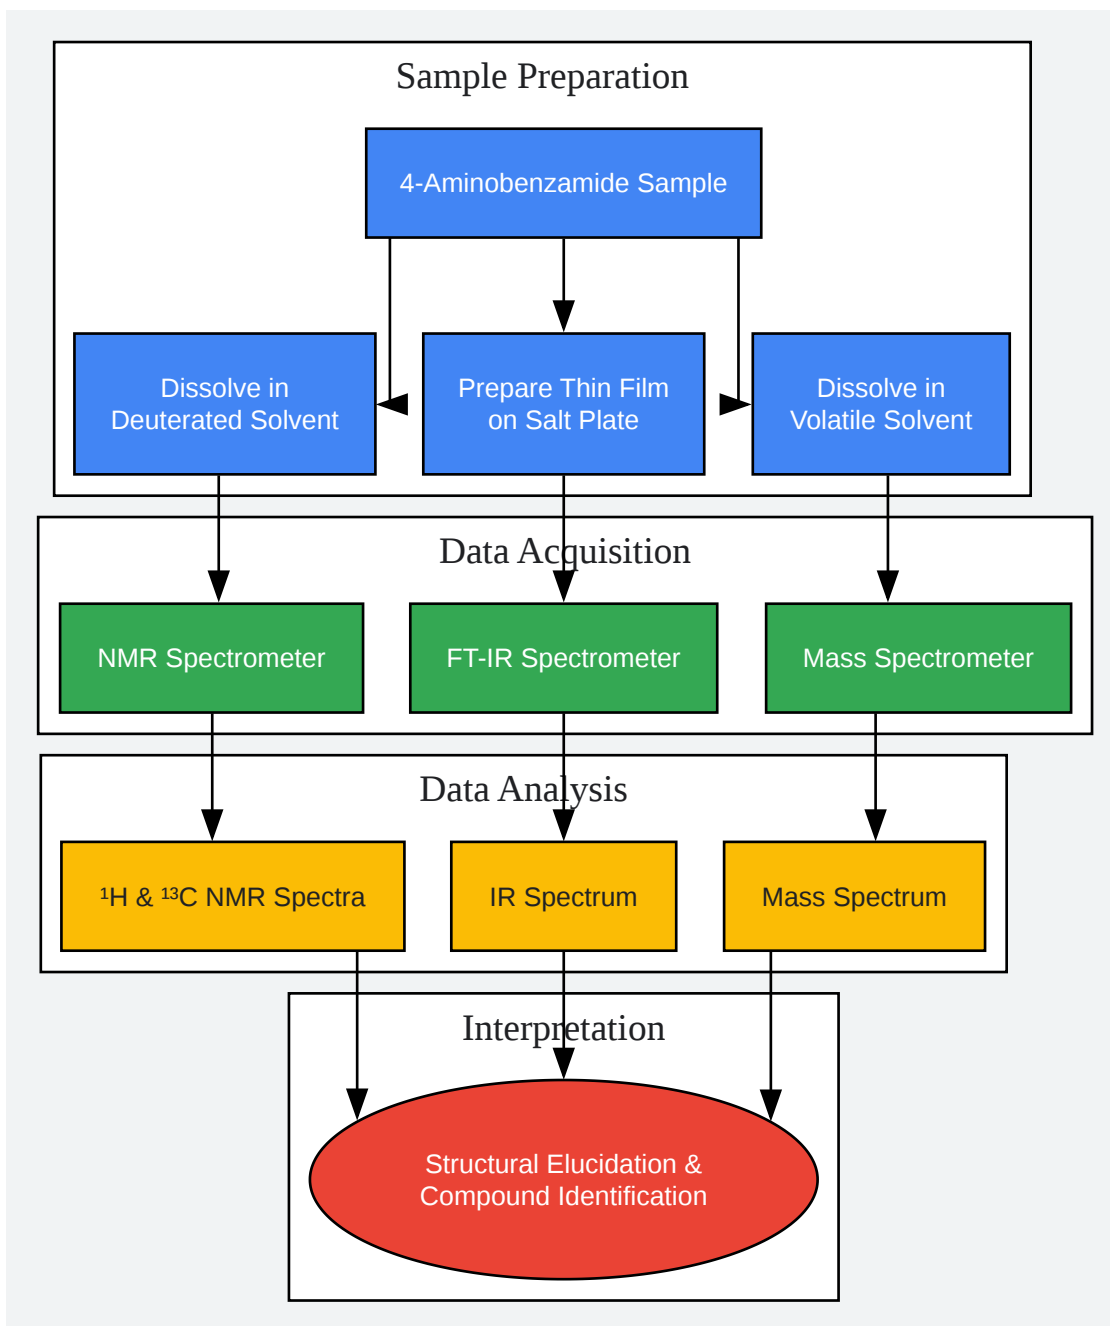 Sample Preparation
4-Aminobenzamide Sample
Dissolve in
Deuterated Solvent
Prepare Thin Film
on Salt Plate
Dissolve in
Volatile Solvent
Data Acquisition
NMR Spectrometer
FT-IR Spectrometer
Mass Spectrometer
Data Analysis
¹H & ¹³C NMR Spectra
IR Spectrum
Mass Spectrum
Interpretation
Structural Elucidation &
Compound Identification